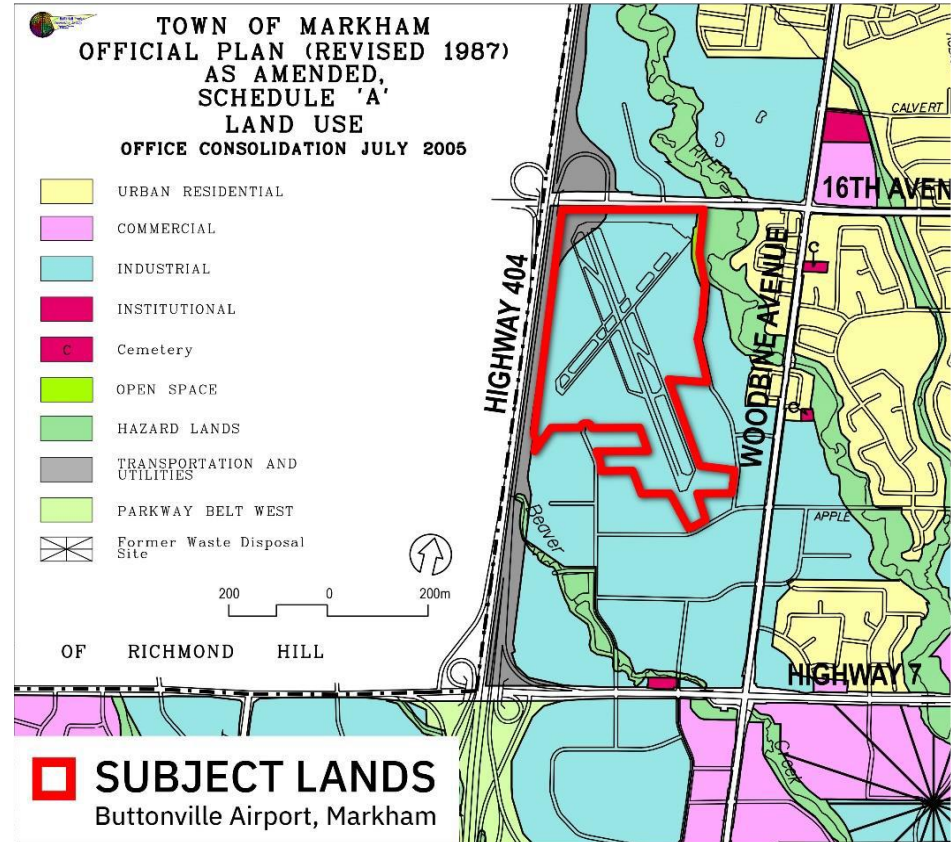 TOWN OF MARKHAM
OFFICIAL PLAN (REVISED 1987)
AS AMENDED,
SCHEDULE 'A'
LAND USE
OFFICE CONSOLIDATION JULY 2005
URBAN RESIDENTIAL
COMMERCIAL
INDUSTRIAL
INSTITUTIONAL
C
Cemetery
OPEN SPACE
HAZARD LANDS
TRANSPORTATION AND
UTILITIES
PARKWAY BELT WEST
Former Waste Disposal
Site
200
0
200m
OF RICHMOND HILL
CALVERT
RIVER
16TH AVEN
HIGHWAY 404
WOODBINE AVENUE
C
C
APPLE
Beaver
HIGHWAY 7
Creek
SUBJECT LANDS
Buttonville Airport, Markham